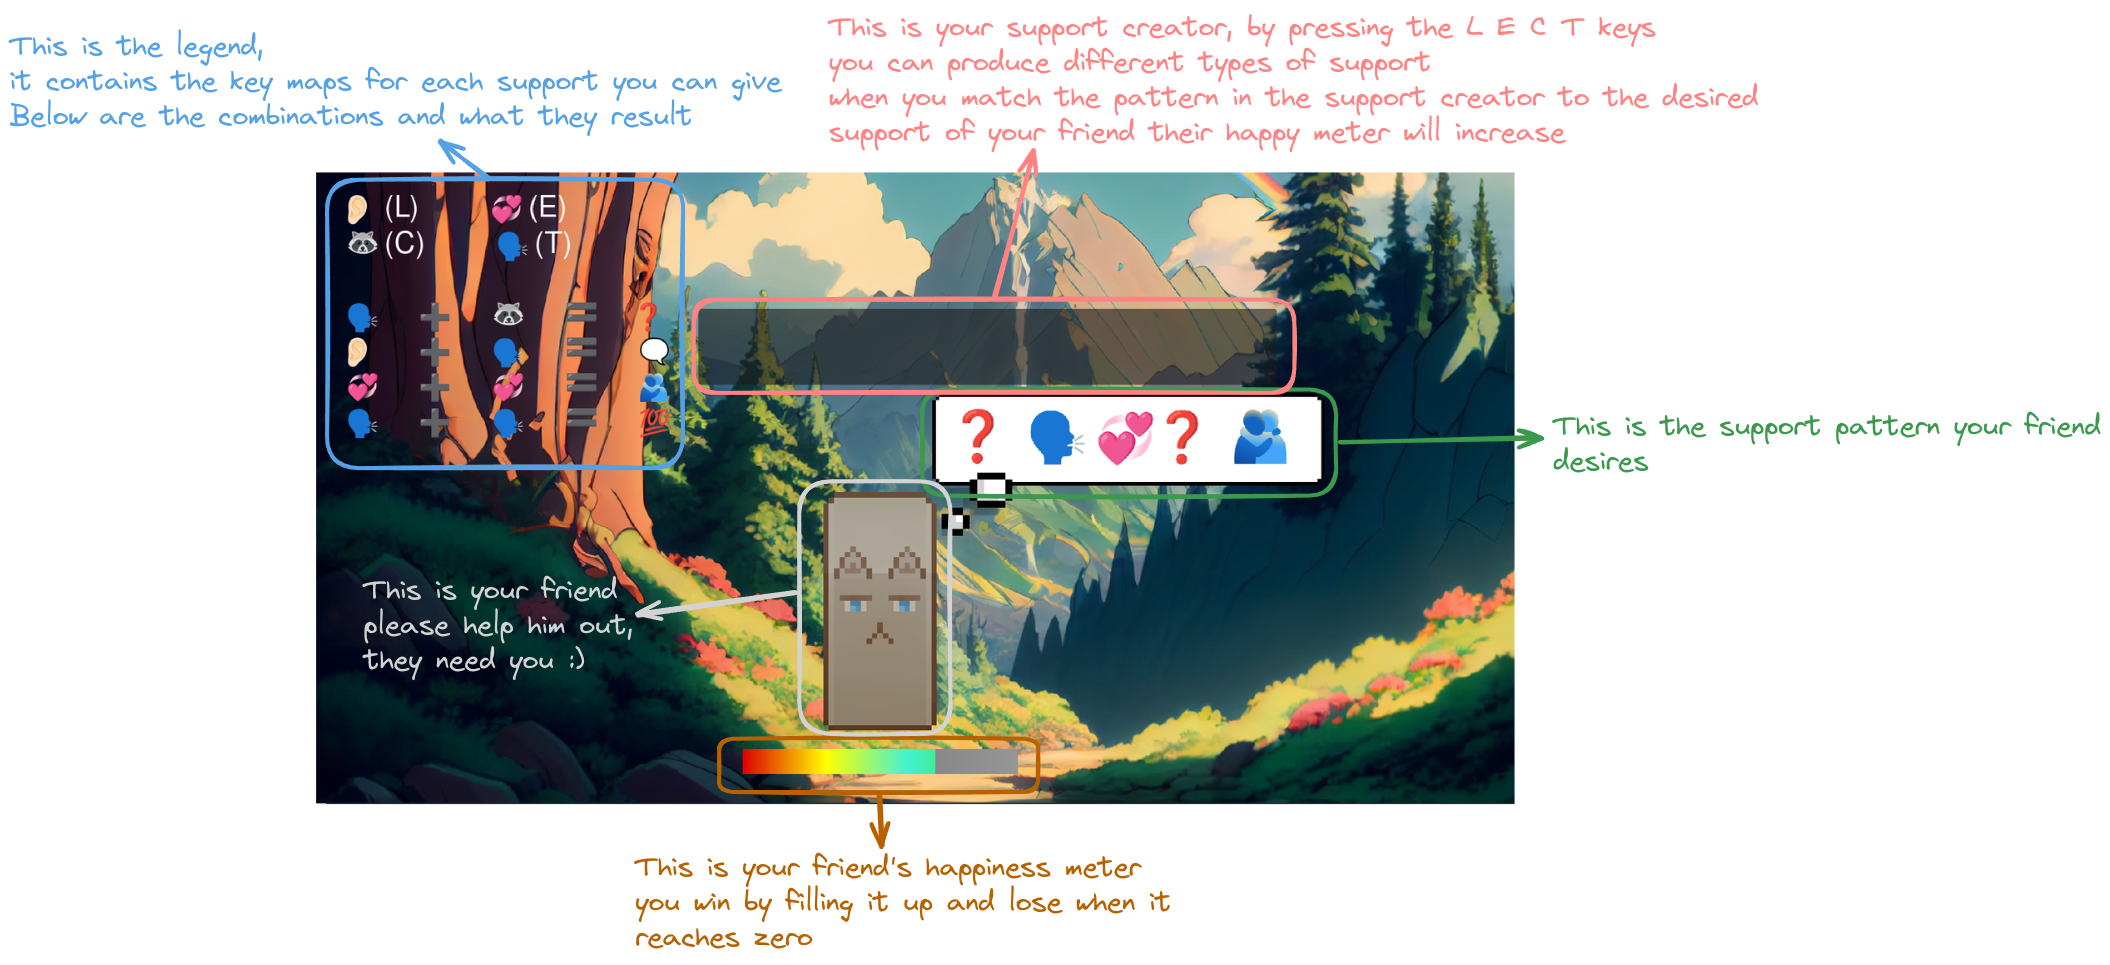 This is the legend,
it contains the key maps for each support you can give
Below are the combinations and what they result
This is your support creator, by pressing the L E C T keys
you can produce different types of support
when you match the pattern in the support creator to the desired
support of your friend their happy meter will increase
(L) (E)
(C) (T)
100
This is the support pattern your friend
desires
This is your friend
please help him out,
they need you :)
This is your friend's happiness meter
you win by filling it up and lose when it
reaches zero